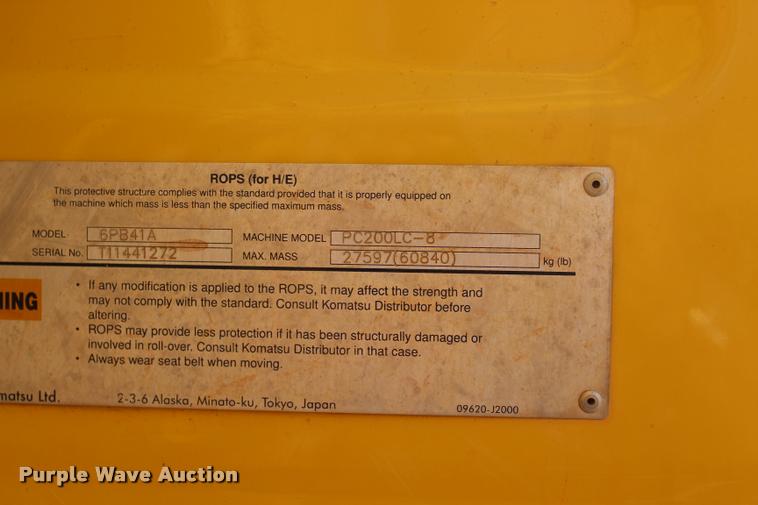 ROPS (for H/E)
This protective structure complies with the standard provided that it is properly equipped on
the machine which mass is less than the specified maximum mass.
MODEL 6PB41A MACHINE MODEL PC200LC-8
SERIAL No. T11441272 MAX. MASS 27597(60840) kg (lb)
NING
• If any modification is applied to the ROPS, it may affect the strength and
may not comply with the standard. Consult Komatsu Distributor before
altering.
• ROPS may provide less protection if it has been structurally damaged or
involved in roll-over. Consult Komatsu Distributor in that case.
• Always wear seat belt when moving.
matsu Ltd. 2-3-6 Alaska, Minato-ku, Tokyo, Japan 09620-J2000
Purple Wave Auction